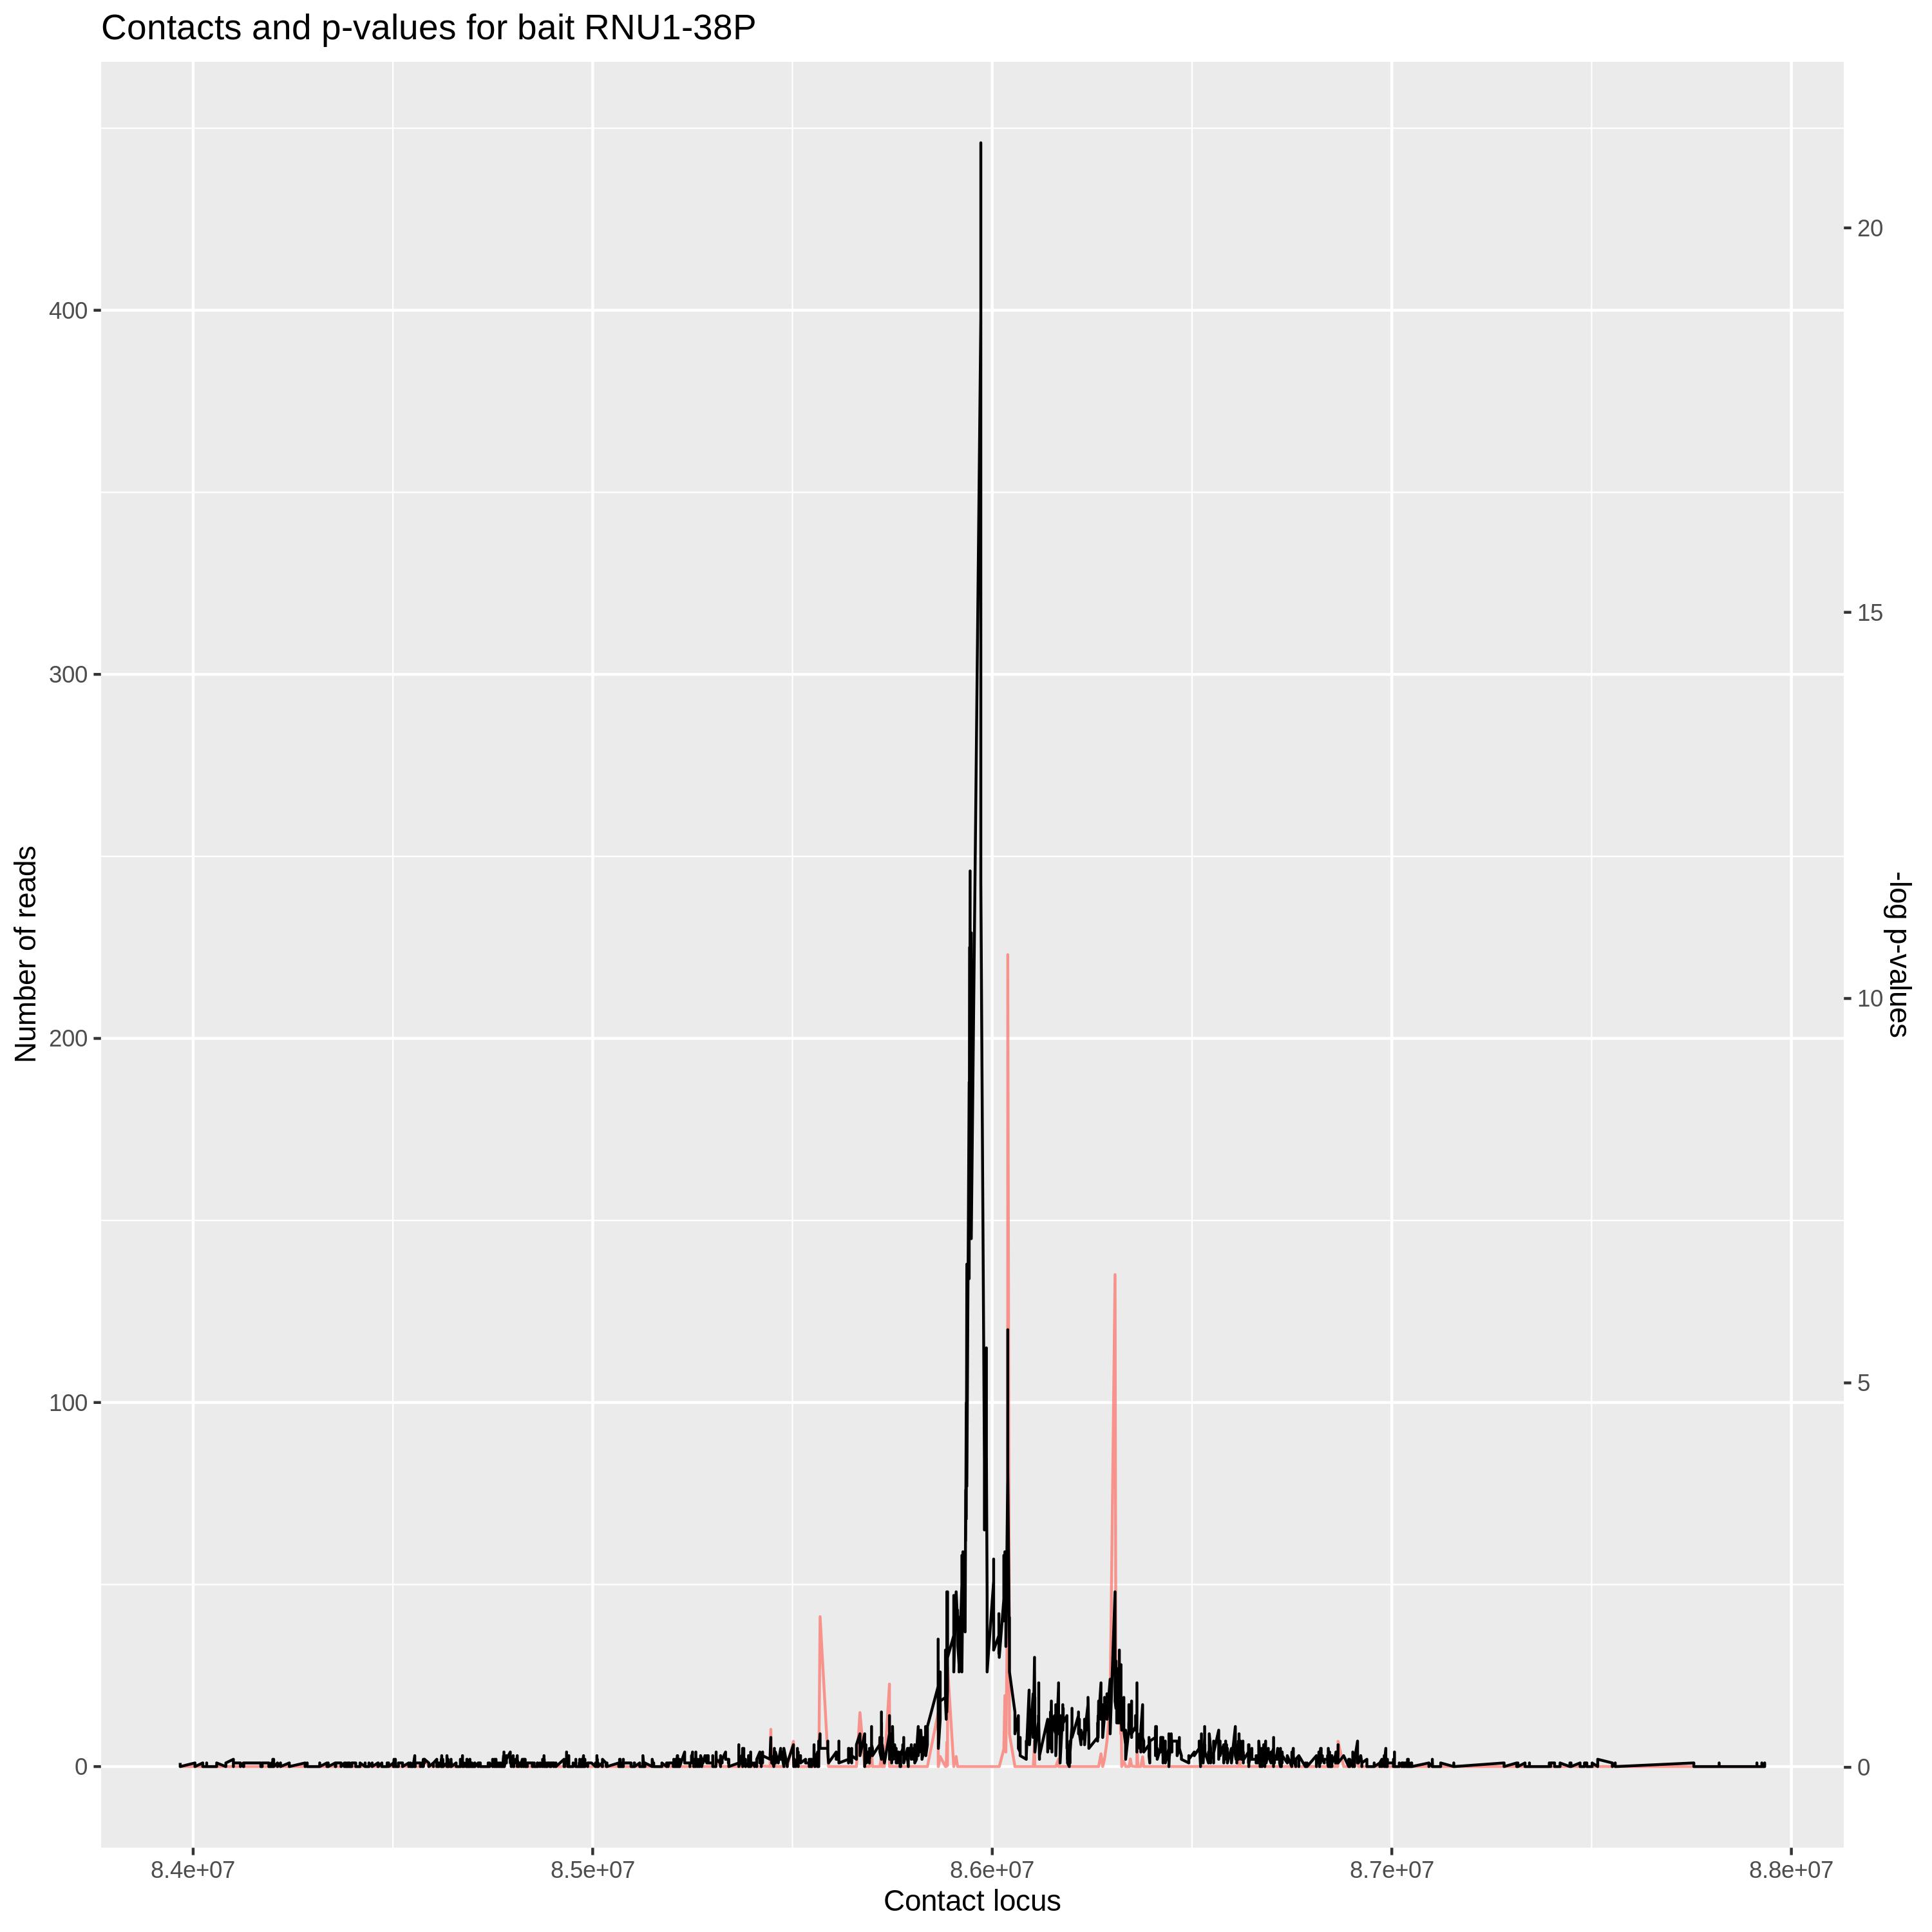 Contacts and p-values for bait RNU1-38P
Number of reads
400
300
200
100
0
20
15
10
5
0
-log p-values
8.4e+07 8.5e+07 8.6e+07 8.7e+07 8.8e+07
Contact locus